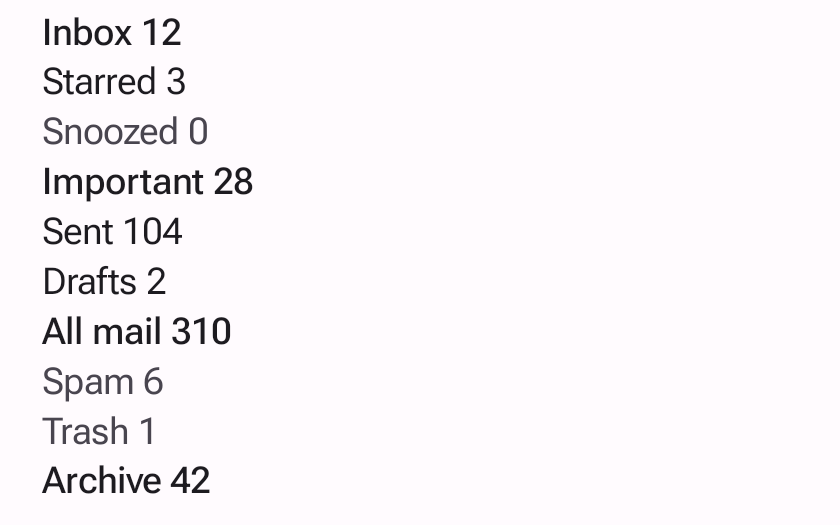 Inbox 12
Starred 3
Snoozed 0
Important 28
Sent 104
Drafts 2
All mail 310
Spam 6
Trash 1
Archive 42